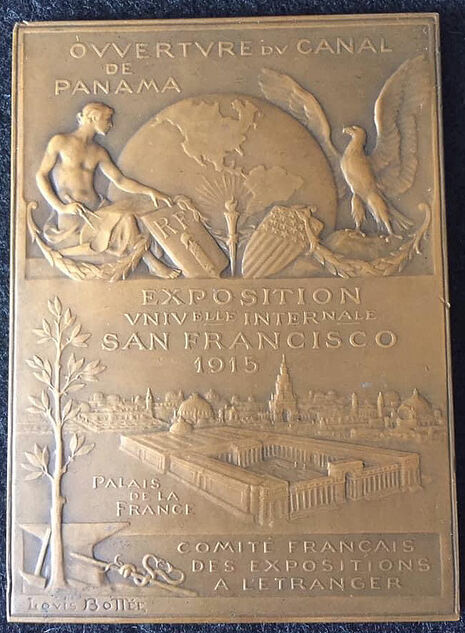 OVVERTVRE DV CANAL
DE
PANAMA
RF
EXPOSITION
VNIVELLE INTERNALE
SAN FRANCISCO
1915
PALAIS
DE LA
FRANCE
COMITÉ FRANÇAIS
DES EXPOSITIONS
A L'ETRANGER
LOVIS BOTTÉE